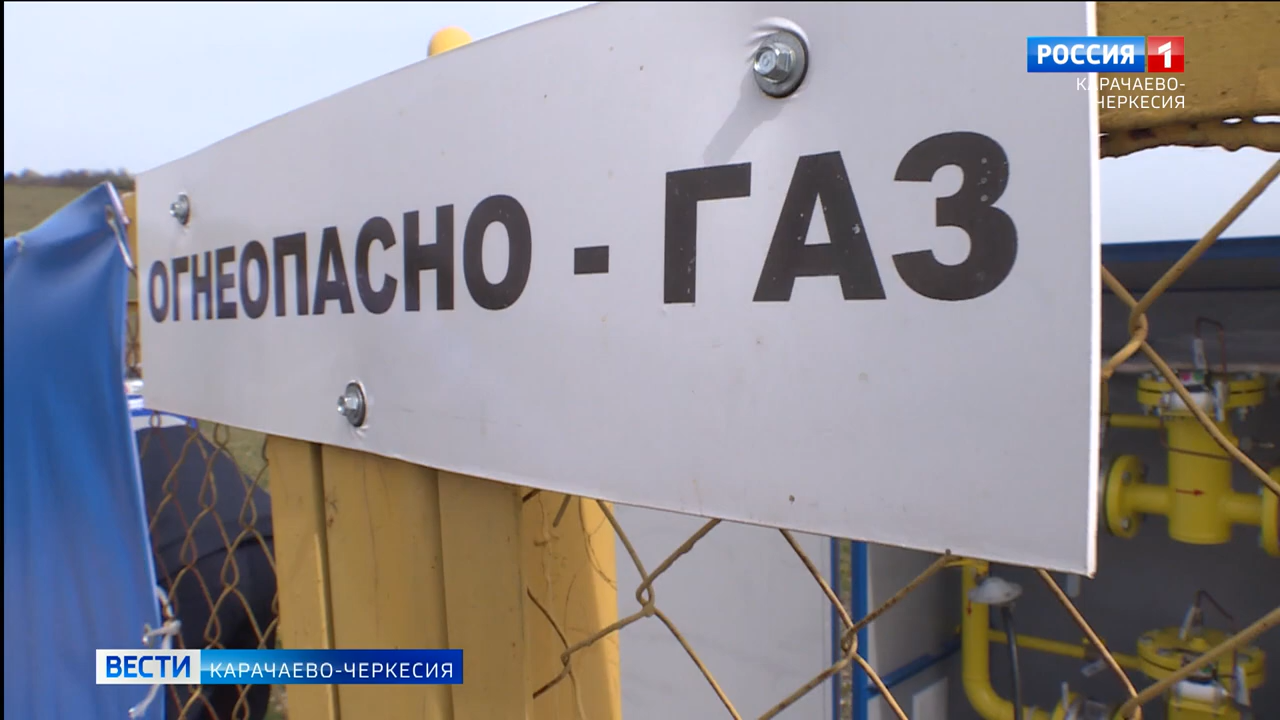 РОССИЯ 1
КАРАЧАЕВО-
ЧЕРКЕСИЯ
ОГНЕОПАСНО - ГАЗ
ВЕСТИ КАРАЧАЕВО-ЧЕРКЕСИЯ